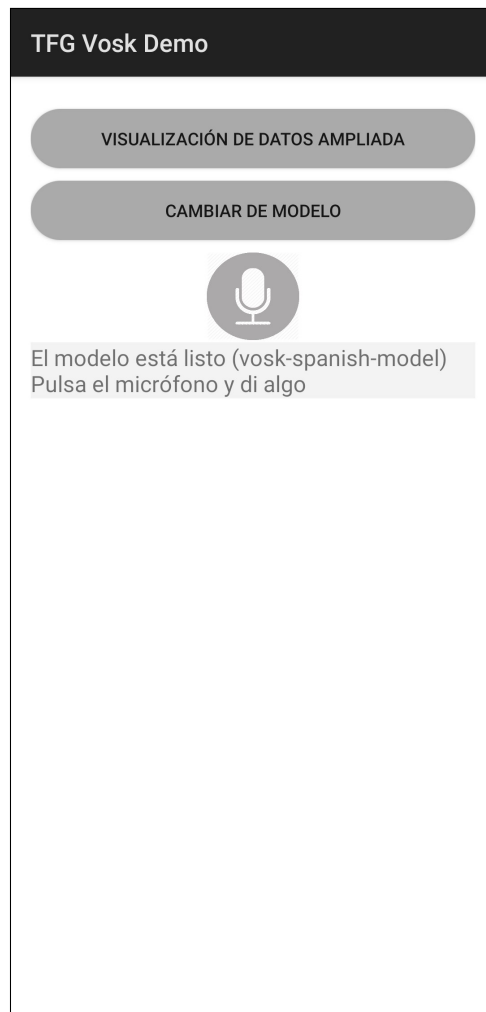 TFG Vosk Demo
VISUALIZACIÓN DE DATOS AMPLIADA
CAMBIAR DE MODELO
El modelo está listo (vosk-spanish-model)
Pulsa el micrófono y di algo